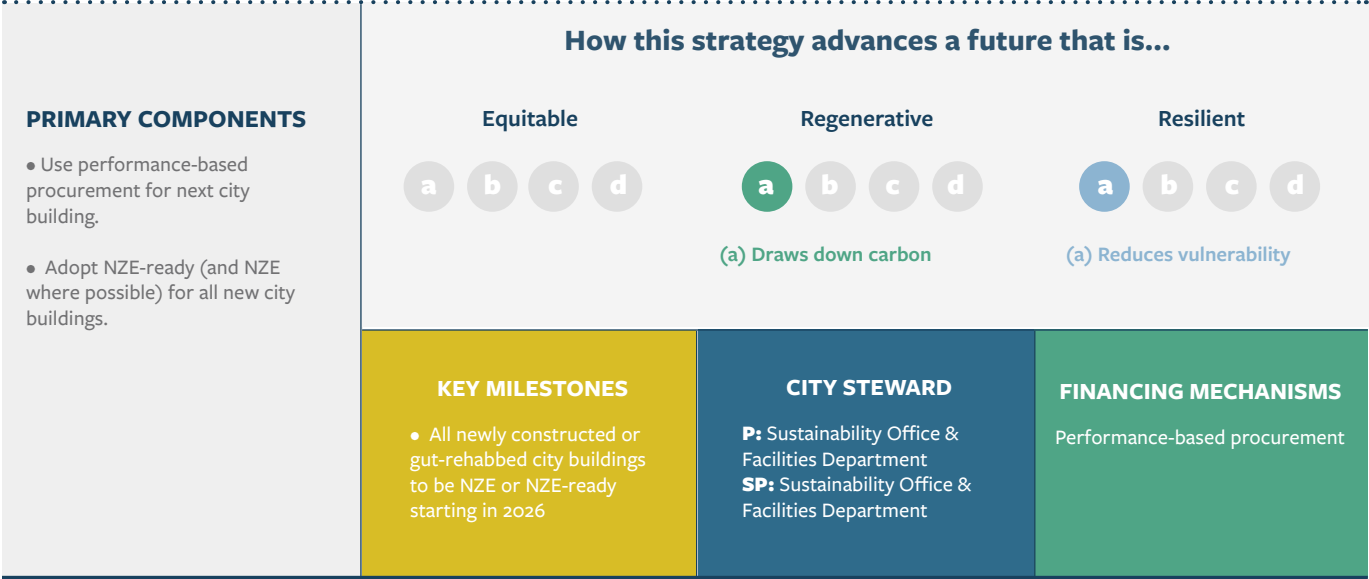 How this strategy advances a future that is...
PRIMARY COMPONENTS
• Use performance-based
procurement for next city
building.
• Adopt NZE-ready (and NZE
where possible) for all new city
buildings.
Equitable
a b c d
Regenerative
a b c d
(a) Draws down carbon
Resilient
a b c d
(a) Reduces vulnerability
KEY MILESTONES
• All newly constructed or
gut-rehabbed city buildings
to be NZE or NZE-ready
starting in 2026
CITY STEWARD
P: Sustainability Office &
Facilities Department
SP: Sustainability Office &
Facilities Department
FINANCING MECHANISMS
Performance-based procurement